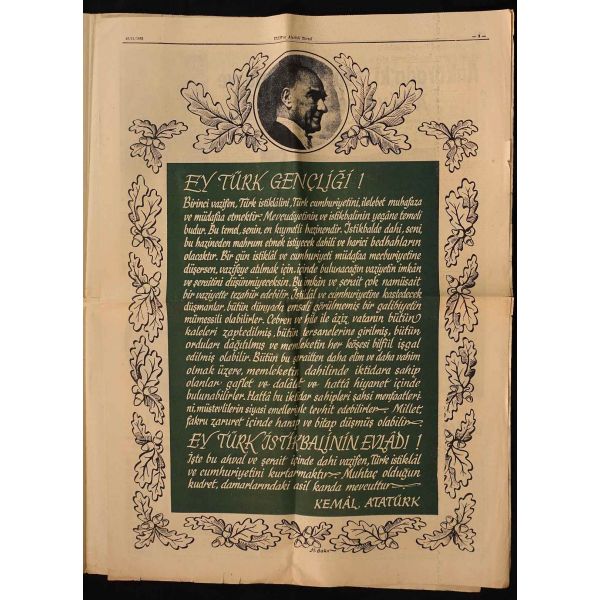 EY TÜRK GENÇLİĞİ !
Birinci vazifen, Türk istiklâlini, Türk cumhuriyetini, ilelebet muhafaza
ve müdafaa etmektir. Mevcudiyetinin ve istikbalinin yegâne temeli
budur. Bu temel, senin, en kıymetli hazinendir. İstikbalde dahi, seni,
bu hazineden mahrum etmek istiyecek dahilî ve haricî bedhahların
olacaktır. Bir gün istiklâl ve cumhuriyeti müdafaa mecburiyetine
düşersen, vazifeye atılmak için, içinde bulunacağın vaziyetin imkân
ve şeraitini düşünmiyeceksin. Bu imkân ve şerait çok namüsait
bir vaziyette tezahür edebilir. İstiklâl ve cumhuriyetine kastedecek
düşmanlar, bütün dünyada emsali görülmemiş bir galibiyetin
mümessili olabilirler. Cebren ve hile ile aziz vatanın bütün
kaleleri zaptedilmiş, bütün tersanelerine girilmiş, bütün
orduları dağıtılmış ve memleketin her köşesi bilfiil işgal
edilmiş olabilir. Bütün bu şeraitten daha elim ve daha vahim
olmak üzere, memleketin dahilinde iktidara sahip
olanlar gaflet ve dalâlet ve hattâ hiyanet içinde
bulunabilirler. Hattâ bu iktidar sahipleri şahsî menfaatleri-
ni, müstevlilerin siyasî emelleriyle tevhit edebilirler. Millet,
fakrü zaruret içinde harap ve bitap düşmüş olabilir.
EY TÜRK İSTİKBALİNİN EVLÂDI !
İşte bu ahval ve şerait içinde dahi vazifen, Türk istiklâl
ve cumhuriyetini kurtarmaktır. Muhtaç olduğun
kudret, damarlarındaki asil kanda mevcuttur.
KEMÂL ATATÜRK